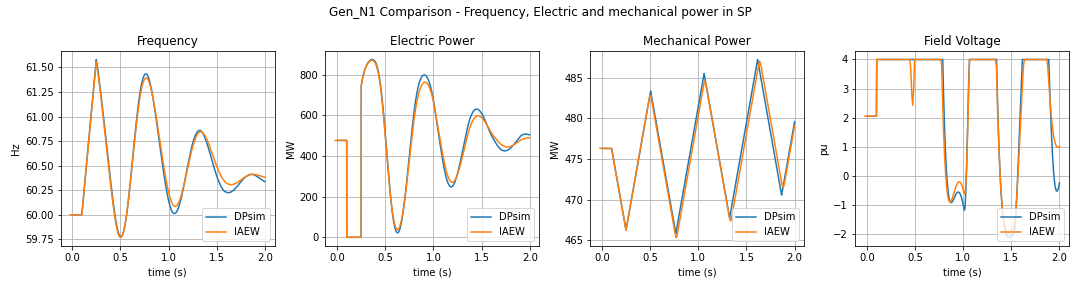 Gen_N1 Comparison - Frequency, Electric and mechanical power in SP
Frequency
61.50
61.25
61.00
60.75
60.50
60.25
60.00
59.75
Hz
0.0 0.5 1.0 1.5 2.0
time (s)
DPsim
IAEW
Electric Power
800
600
400
200
0
MW
0.0 0.5 1.0 1.5 2.0
time (s)
DPsim
IAEW
Mechanical Power
485
480
475
470
465
MW
0.0 0.5 1.0 1.5 2.0
time (s)
DPsim
IAEW
Field Voltage
4
3
2
1
0
−1
−2
pu
0.0 0.5 1.0 1.5 2.0
time (s)
DPsim
IAEW